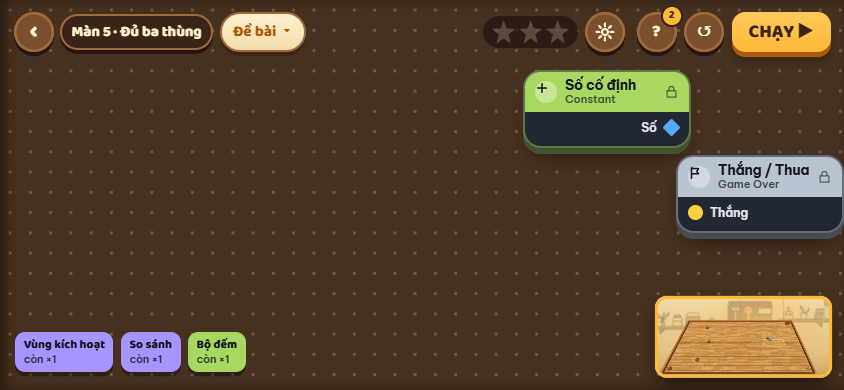 Màn 5 • Đủ ba thùng
Đề bài
2
?
CHẠY
Số cố định
Constant
Số
Thắng / Thua
Game Over
Thắng
Vùng kích hoạt
còn ×1
So sánh
còn ×1
Bộ đếm
còn ×1